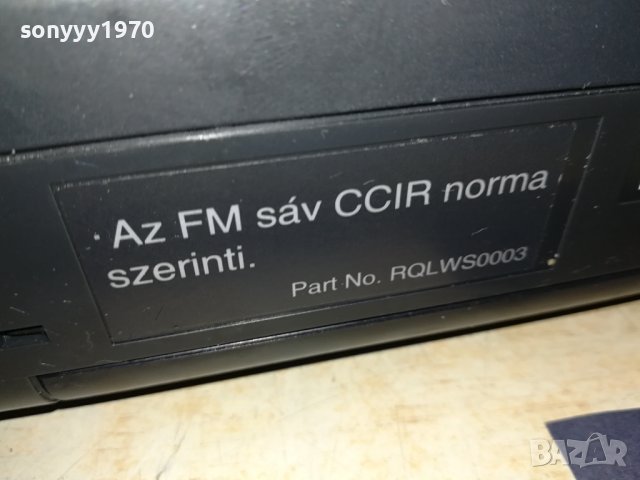 sonyyy1970
Az FM sáv CCIR norma
szerinti.
Part No. RQLWS0003
BAZAR